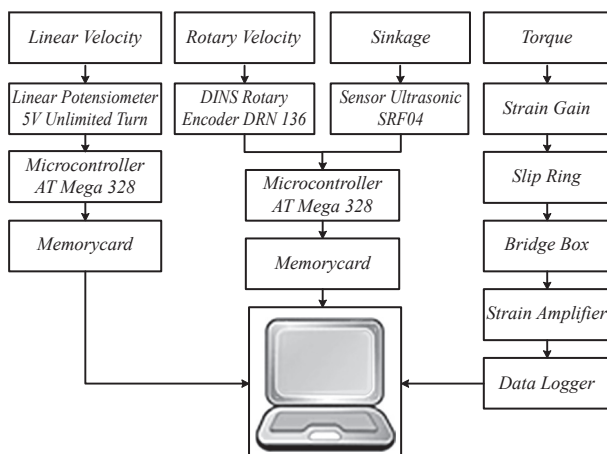 Linear Velocity
Rotary Velocity
Sinkage
Torque
Linear Potensiometer
5V Unlimited Turn
DINS Rotary
Encoder DRN 136
Sensor Ultrasonic
SRF04
Strain Gain
Microcontroller
AT Mega 328
Microcontroller
AT Mega 328
Slip Ring
Memorycard
Memorycard
Bridge Box
Strain Amplifier
Data Logger